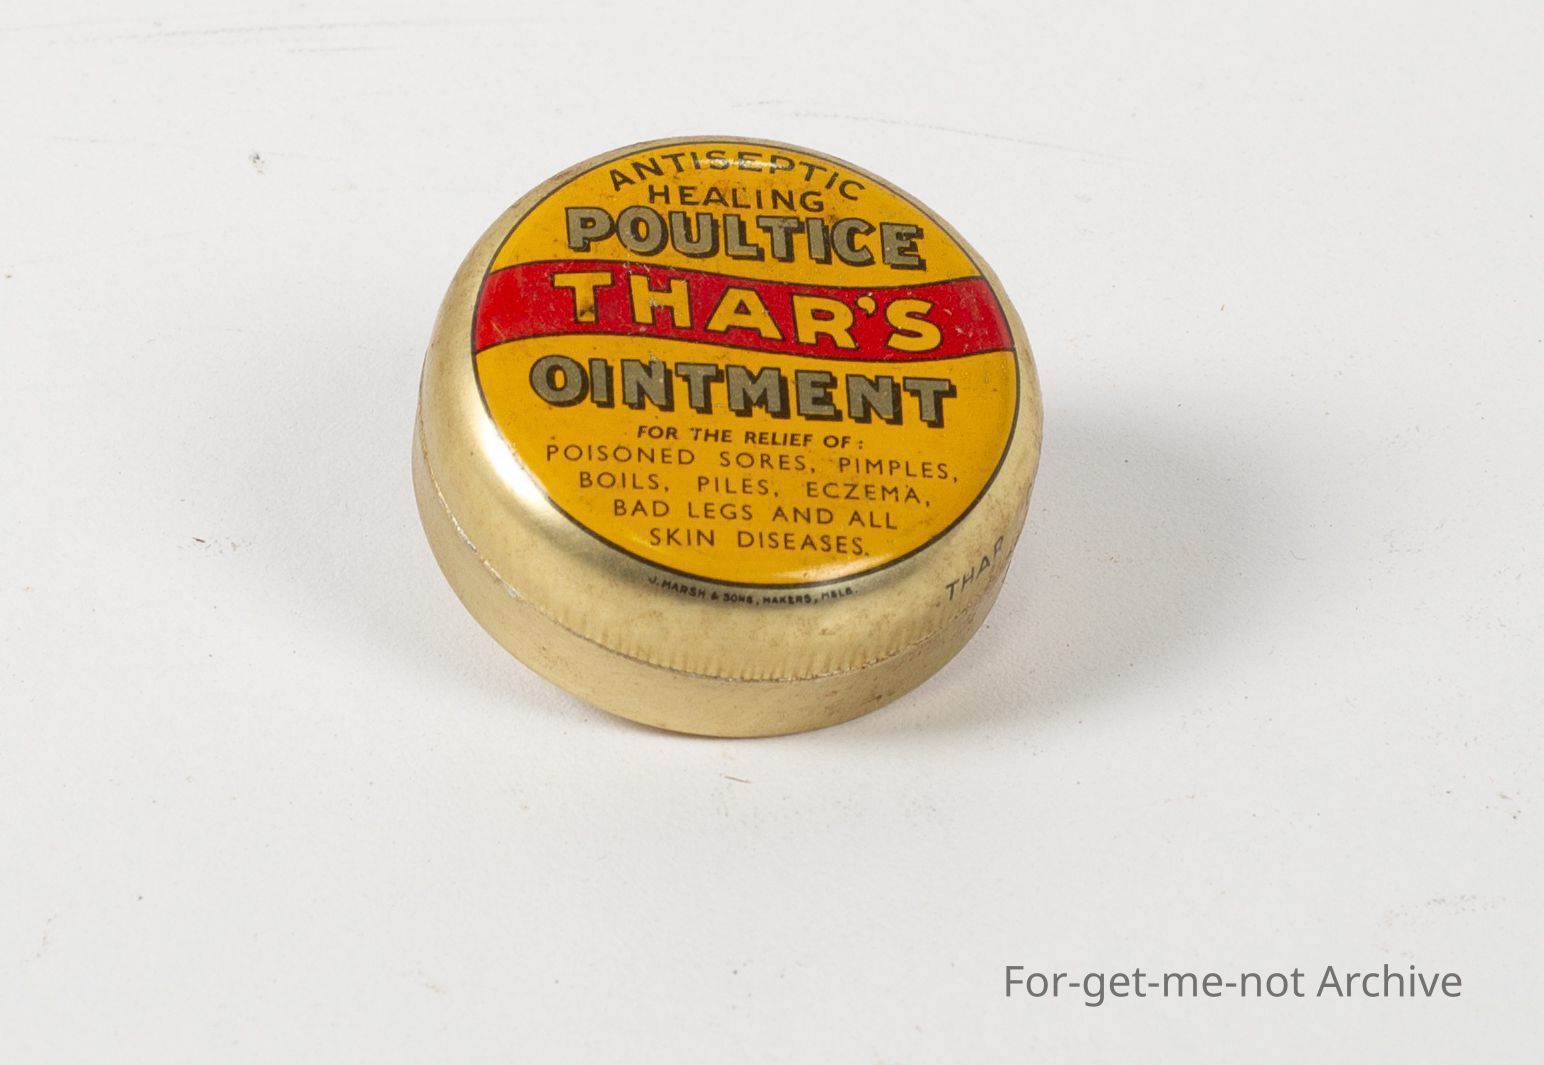 ANTISEPTIC
HEALING
POULTICE
THAR'S
OINTMENT
FOR THE RELIEF OF:
POISONED SORES, PIMPLES,
BOILS, PILES, ECZEMA,
BAD LEGS AND ALL
SKIN DISEASES.
J. MARSH & SONS, MAKERS, MELB.
THAR
For-get-me-not Archive